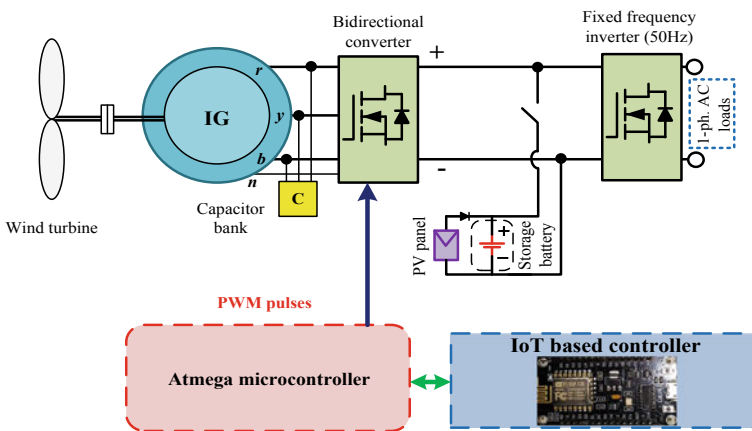 Bidirectional
converter
Fixed frequency
inverter (50Hz)
+
r
IG
y
b
n
-
C
Capacitor
bank
Wind turbine
1-ph. AC
loads
PV panel
+
-
Storage
battery
PWM pulses
Atmega microcontroller
IoT based controller